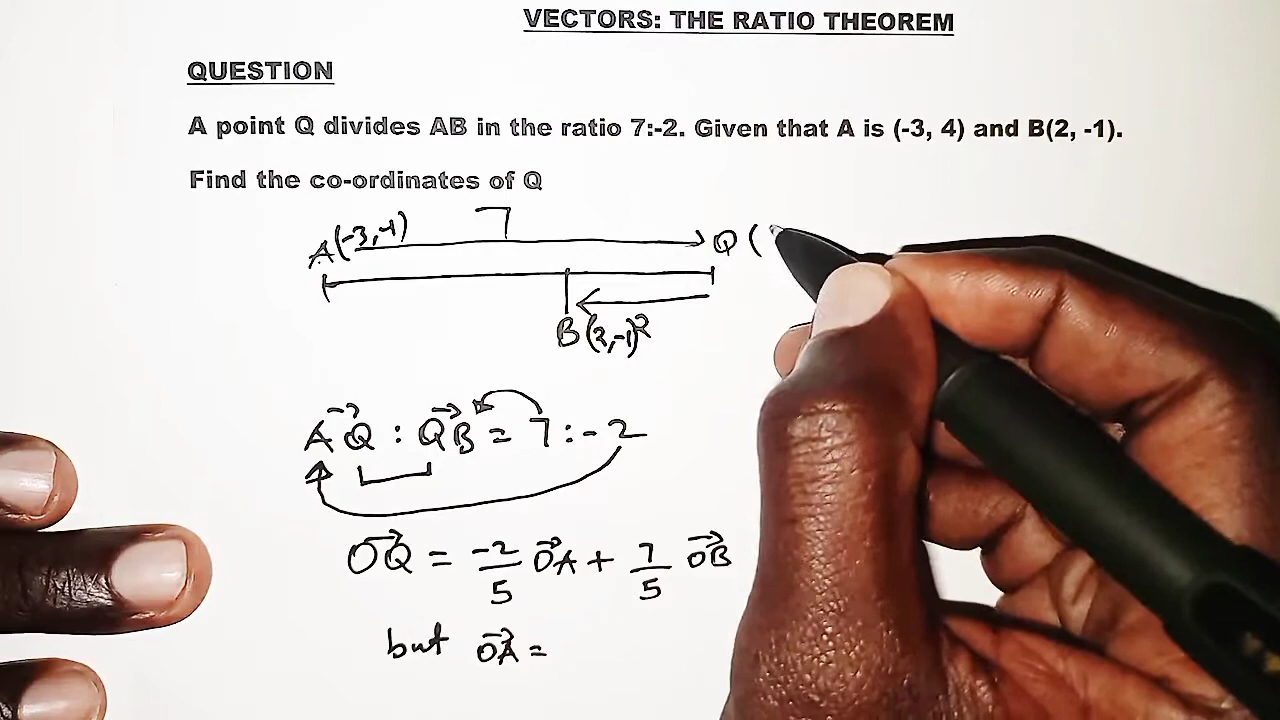 VECTORS: THE RATIO THEOREM
QUESTION
A point Q divides AB in the ratio 7:-2. Given that A is (-3, 4) and B(2, -1).
Find the co-ordinates of Q
A(-3,-1) 7 Q (
B(2,-1) 2
AQ : QB = 7 : -2
OQ = -2/5 OA + 7/5 OB
but OA =